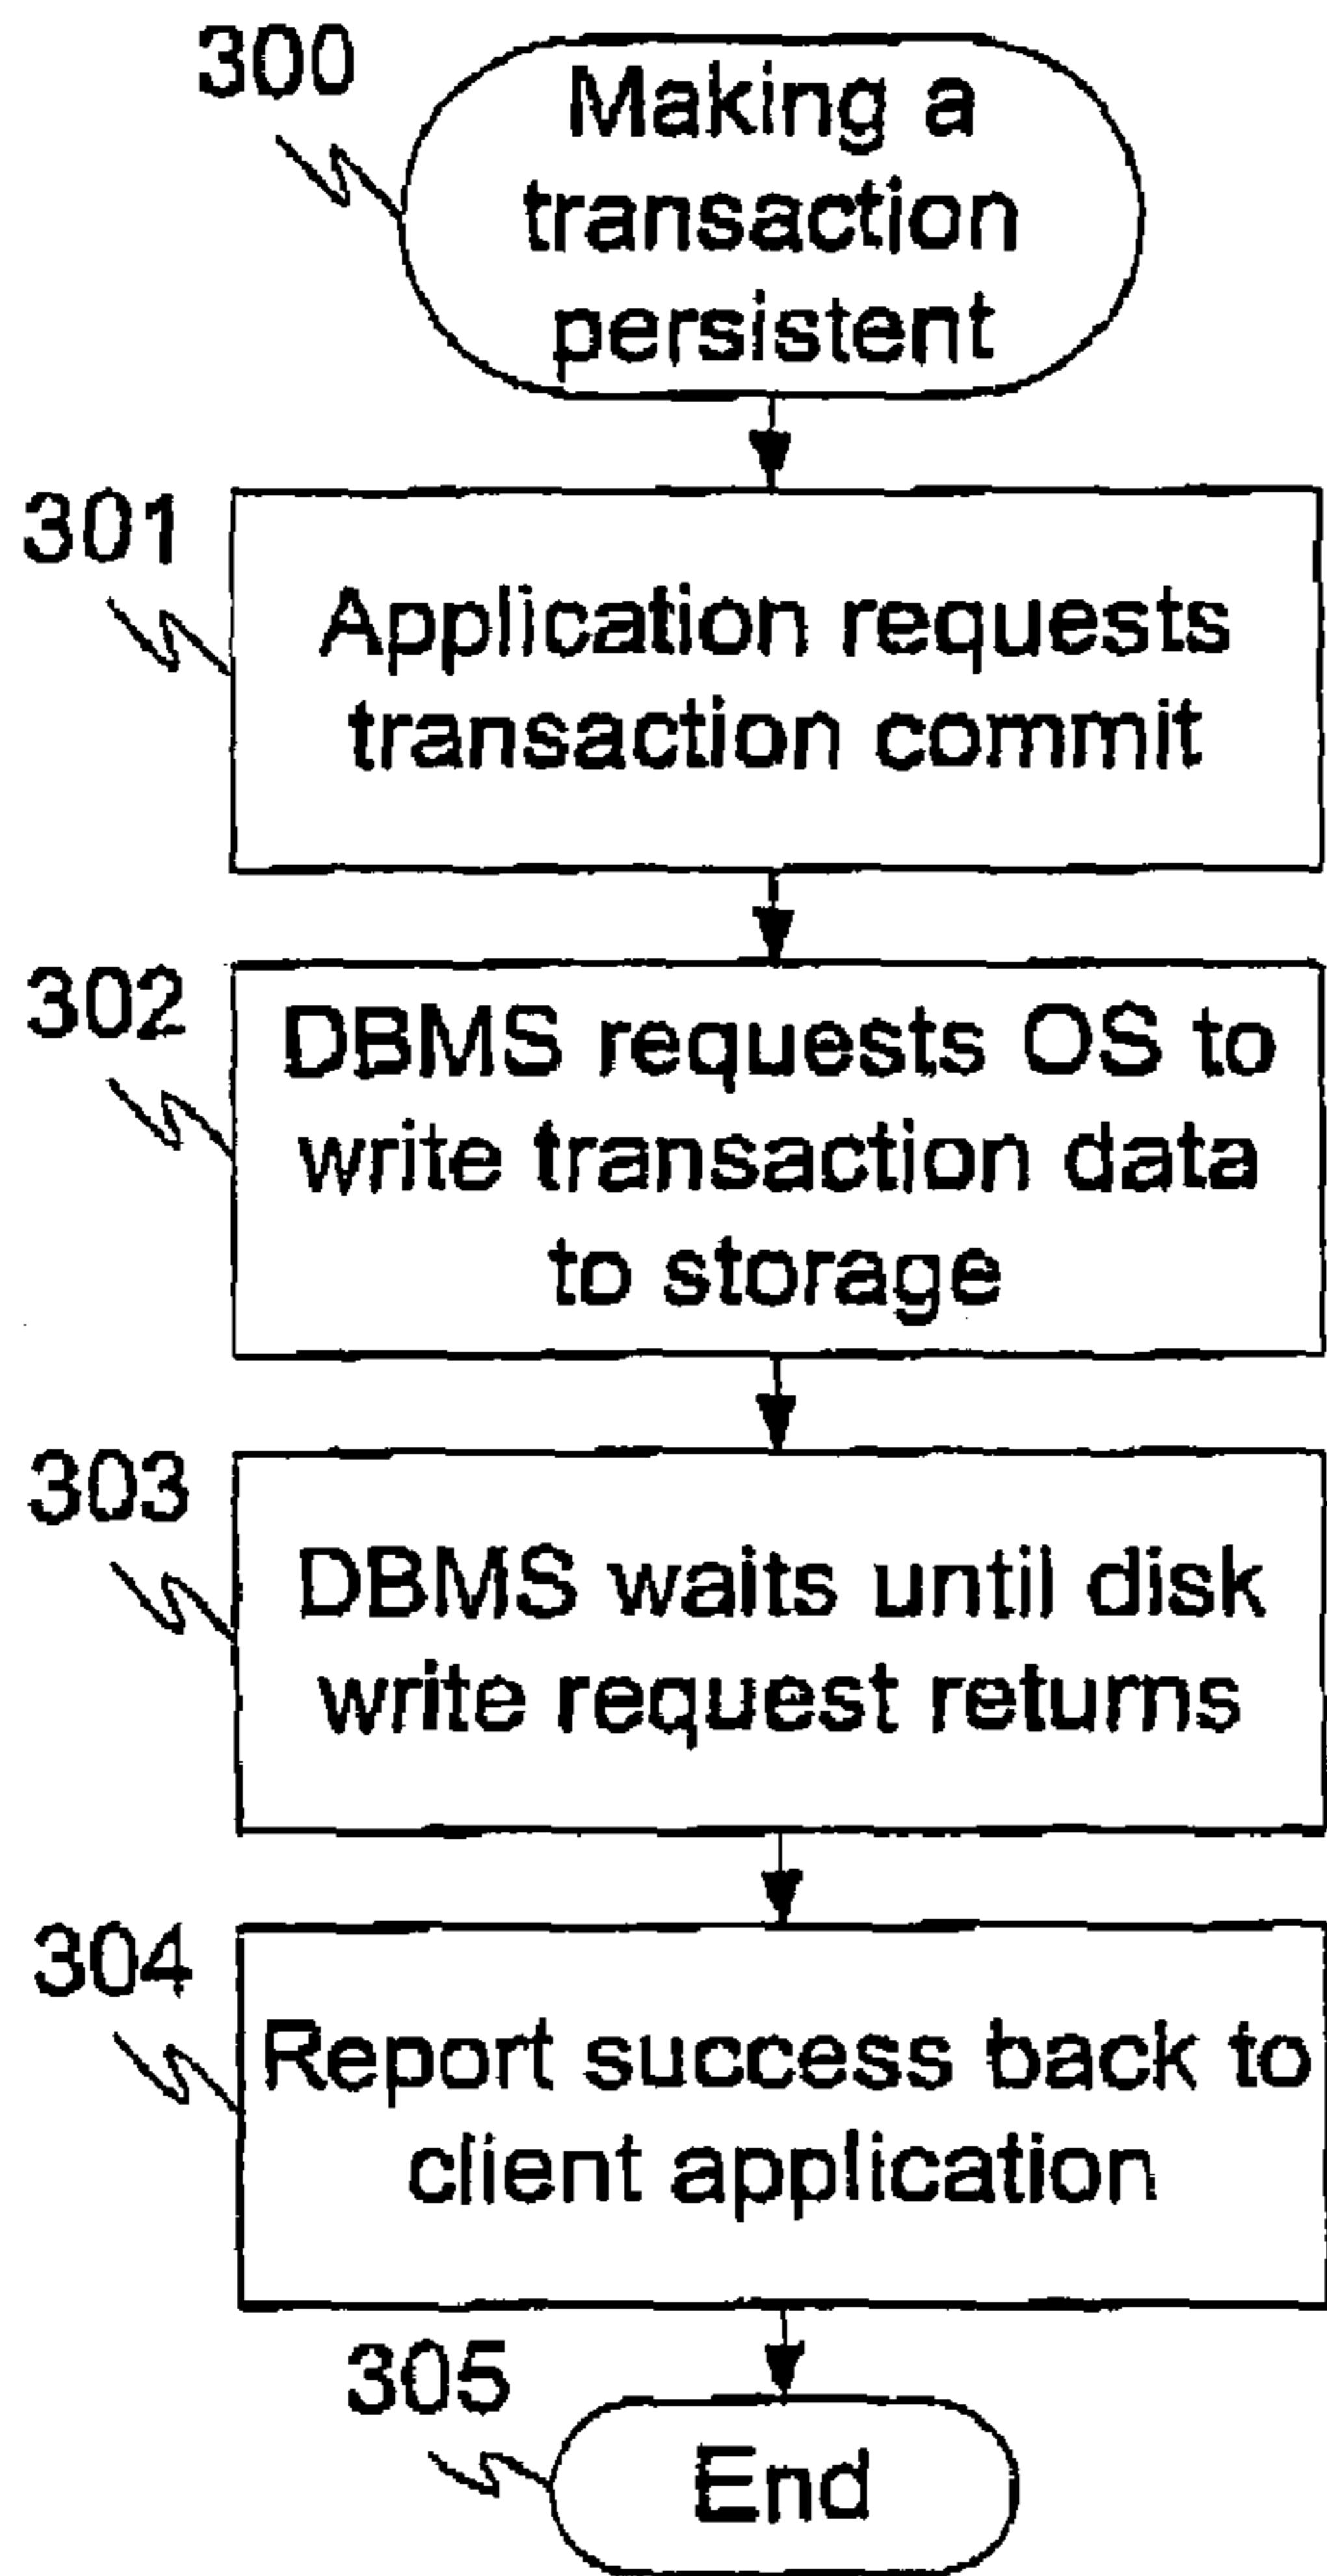 300
Making a
transaction
persistent
301
Application requests
transaction commit
302
DBMS requests OS to
write transaction data
to storage
303
DBMS waits until disk
write request returns
304
Report success back to
client application
305
End